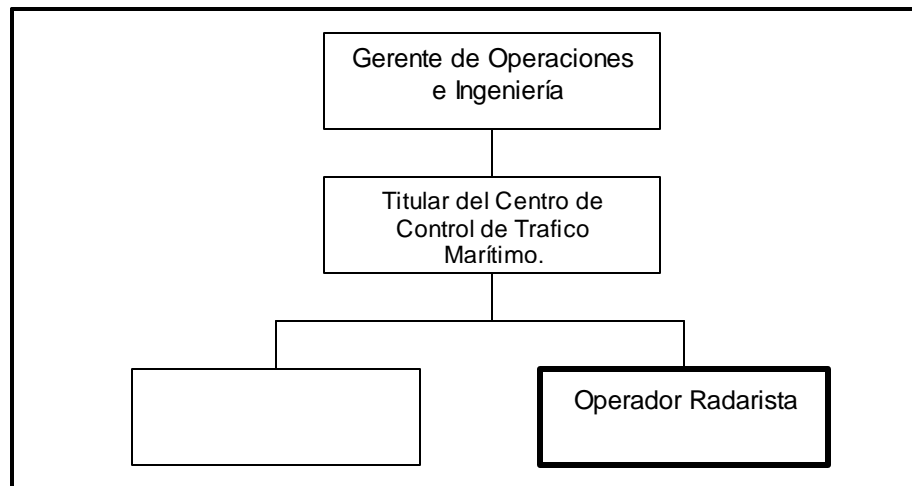 Gerente de Operaciones
e Ingeniería
Titular del Centro de
Control de Trafico
Marítimo.
Operador Radarista